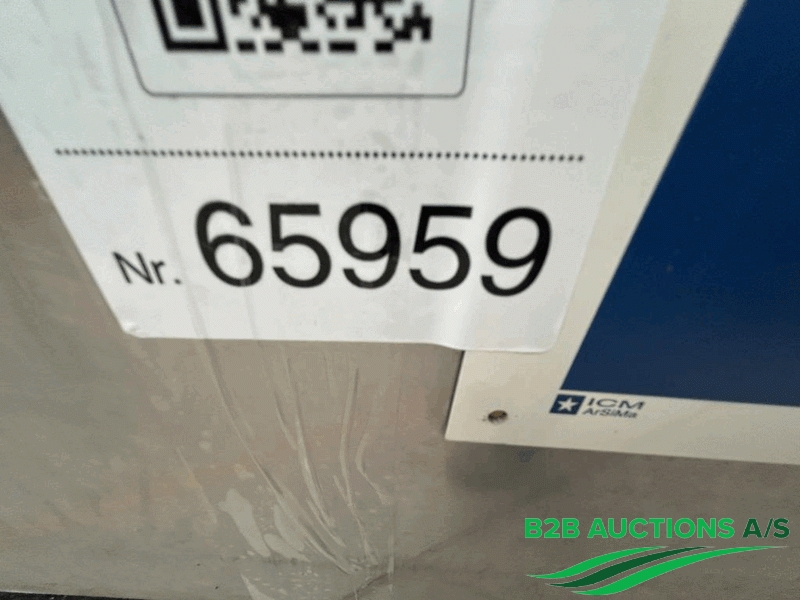 Nr. 65959
ICM
ArSiMa
B2B AUCTIONS A/S